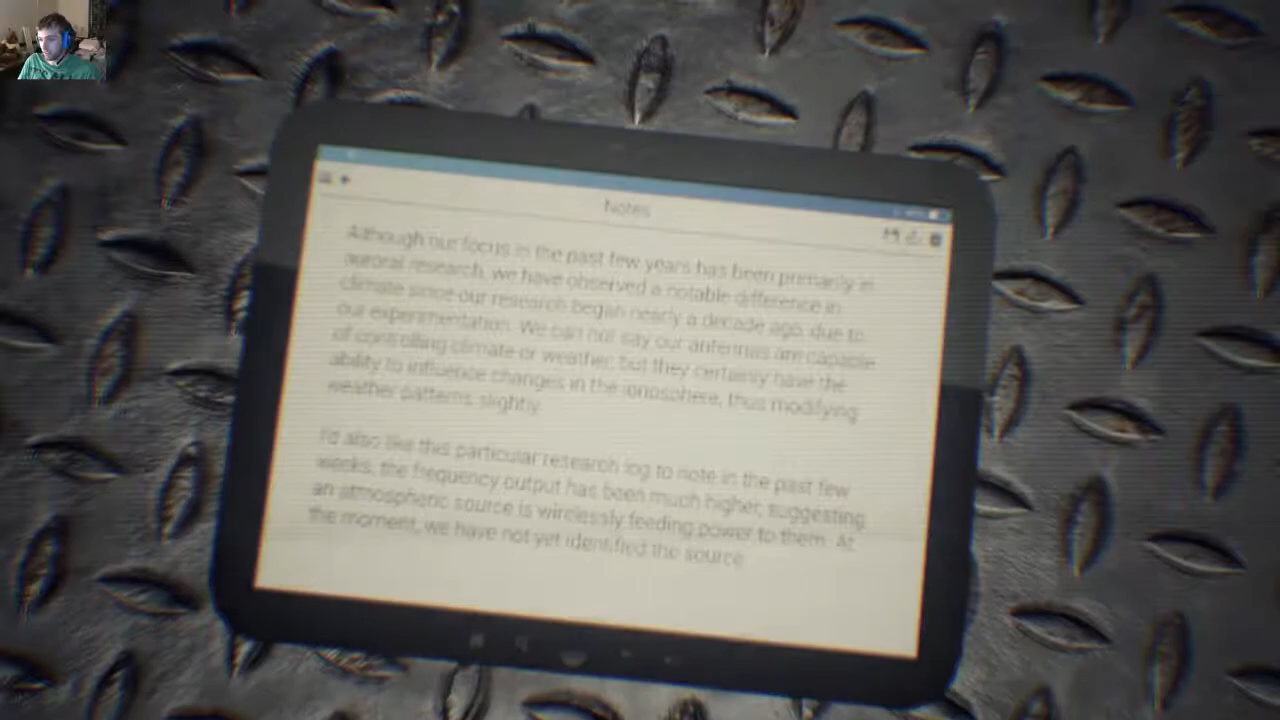 Notes
Although our focus in the past few years has been primarily in
auroral research, we have observed a notable difference in
climate since our research began nearly a decade ago, due to
our experimentation. We can not say our antennas are capable
of controlling climate or weather, but they certainly have the
ability to influence changes in the ionosphere, thus modifying
weather patterns slightly.
I'd also like this particular research log to note in the past few
weeks, the frequency output has been much higher, suggesting
an atmospheric source is wirelessly feeding power to them. At
the moment, we have not yet identified the source